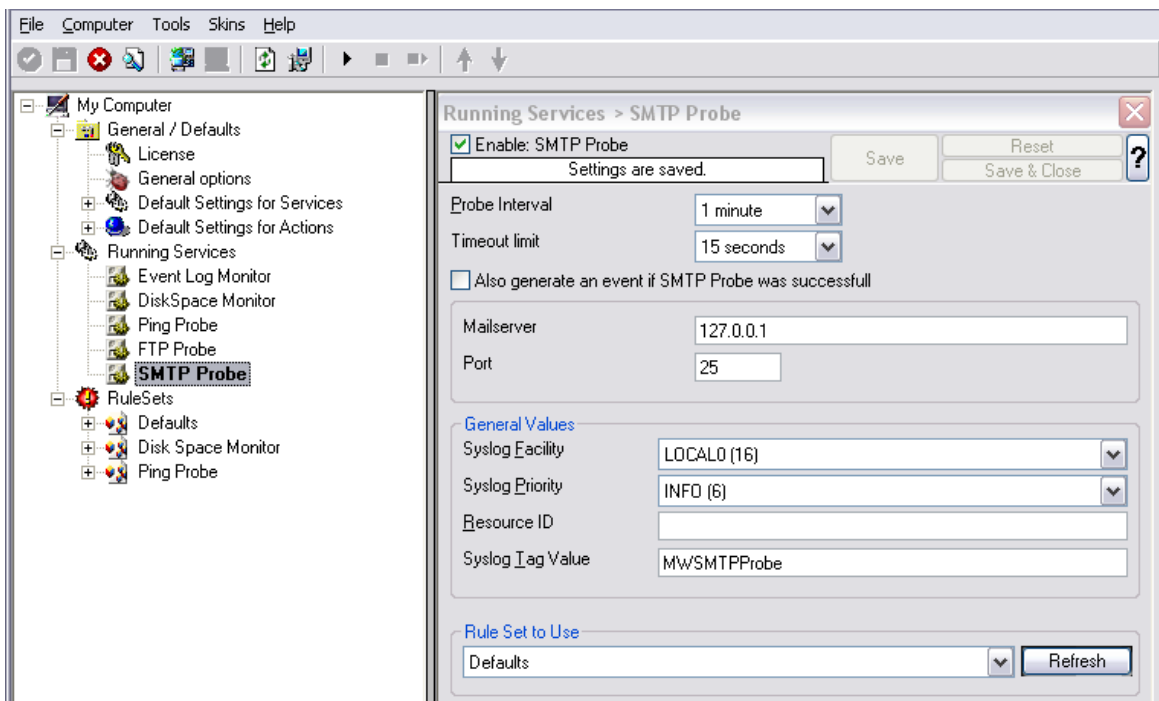 File Computer Tools Skins Help
My Computer
General / Defaults
License
General options
Default Settings for Services
Default Settings for Actions
Running Services
Event Log Monitor
DiskSpace Monitor
Ping Probe
FTP Probe
SMTP Probe
RuleSets
Defaults
Disk Space Monitor
Ping Probe
Running Services > SMTP Probe
Enable: SMTP Probe
Settings are saved.
Save
Reset
Save & Close
?
Probe Interval 1 minute
Timeout limit 15 seconds
Also generate an event if SMTP Probe was successfull
Mailserver 127.0.0.1
Port 25
General Values
Syslog Facility LOCAL0 (16)
Syslog Priority INFO (6)
Resource ID
Syslog Tag Value MWSMTPProbe
Rule Set to Use
Defaults Refresh